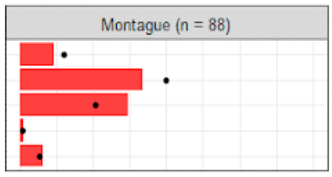 Montague (n = 88)